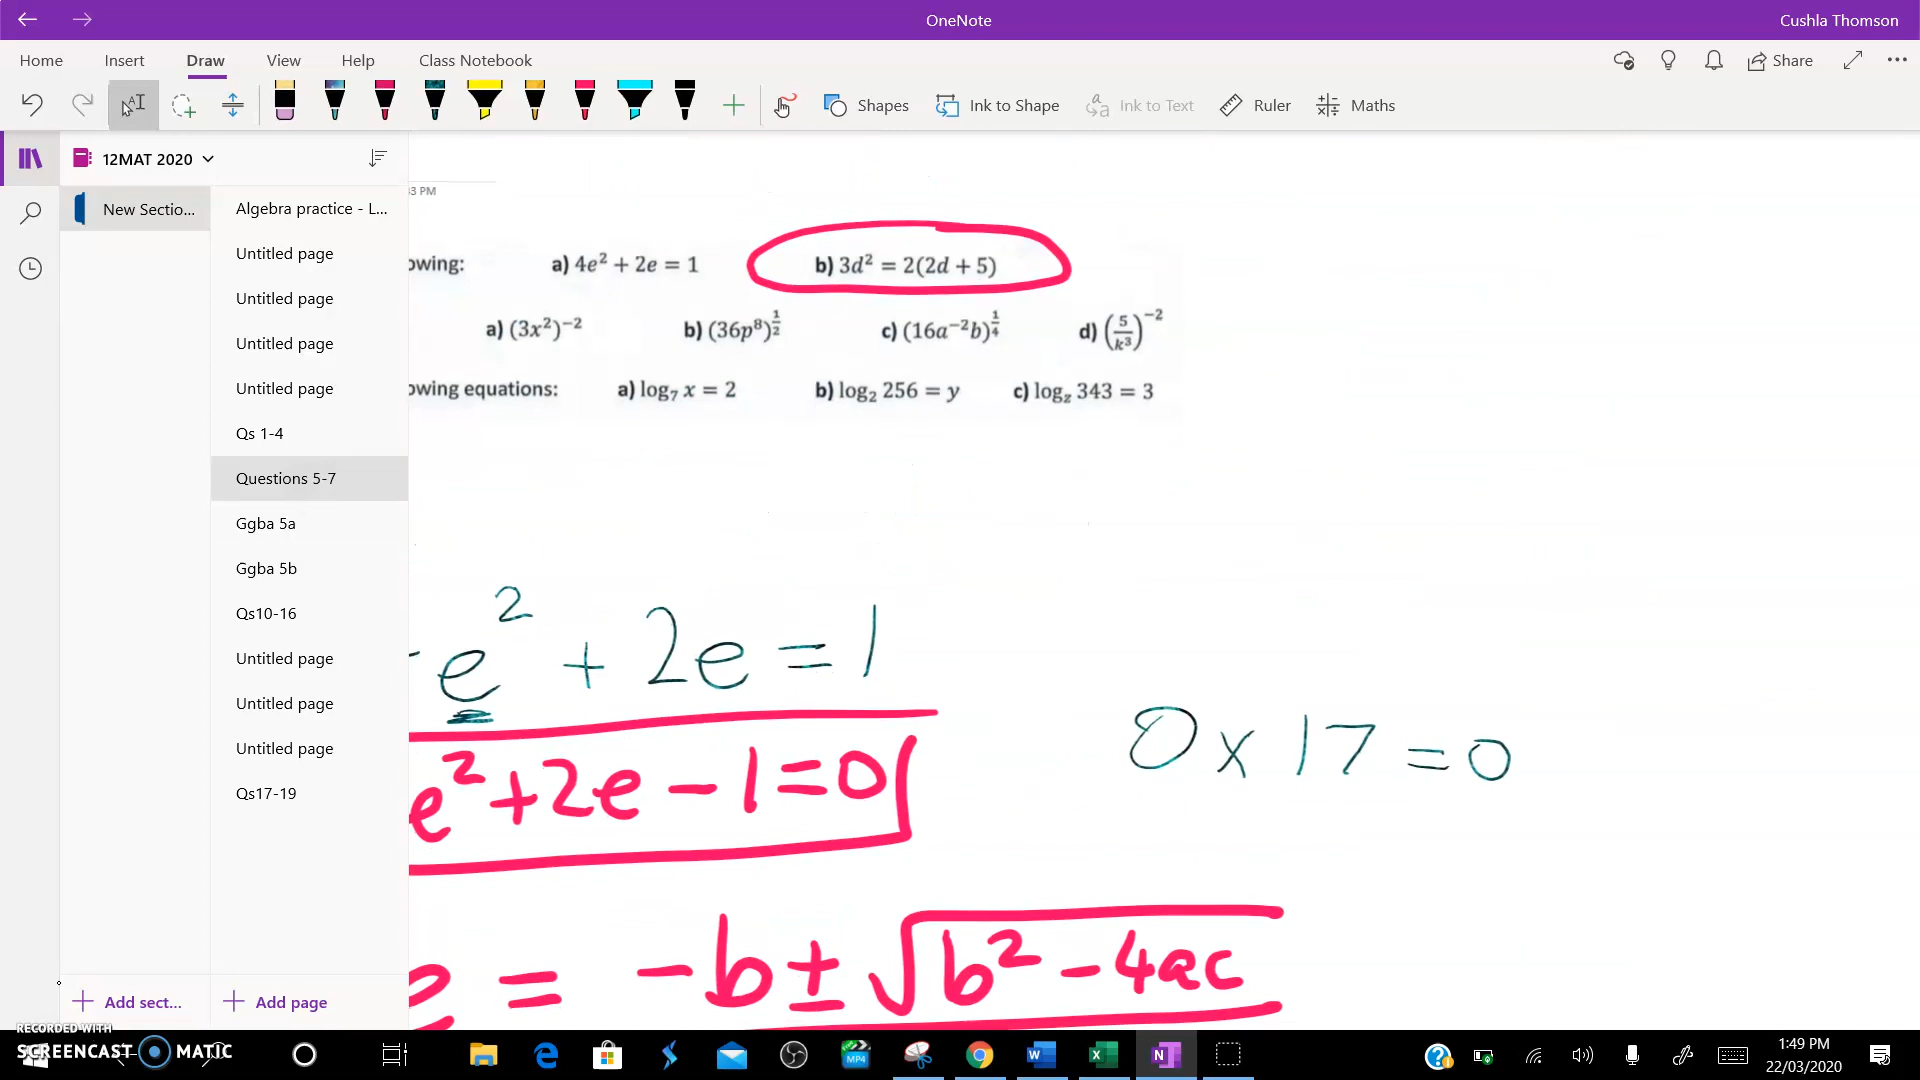 OneNote
Cushla Thomson
Home Insert Draw View Help Class Notebook
Share
Shapes Ink to Shape Ink to Text Ruler Maths
12MAT 2020
New Sectio...
Algebra practice - L...
Untitled page
Untitled page
Untitled page
Untitled page
Qs 1-4
Questions 5-7
Ggba 5a
Ggba 5b
Qs10-16
Untitled page
Untitled page
Untitled page
Qs17-19
Add sect...
Add page
3 PM
owing: a) 4e² + 2e = 1 b) 3d² = 2(2d + 5)
a) (3x²)⁻² b) (36p⁸)^½ c) (16a⁻²b)^¼ d) (5/k³)⁻²
owing equations: a) log₇ x = 2 b) log₂ 256 = y c) log_z 343 = 3
e² + 2e = 1
e² + 2e − 1 = 0
0 x 17 = 0
e = −b ± √b² − 4ac
RECORDED WITH
SCREENCAST MATIC
1:49 PM
22/03/2020